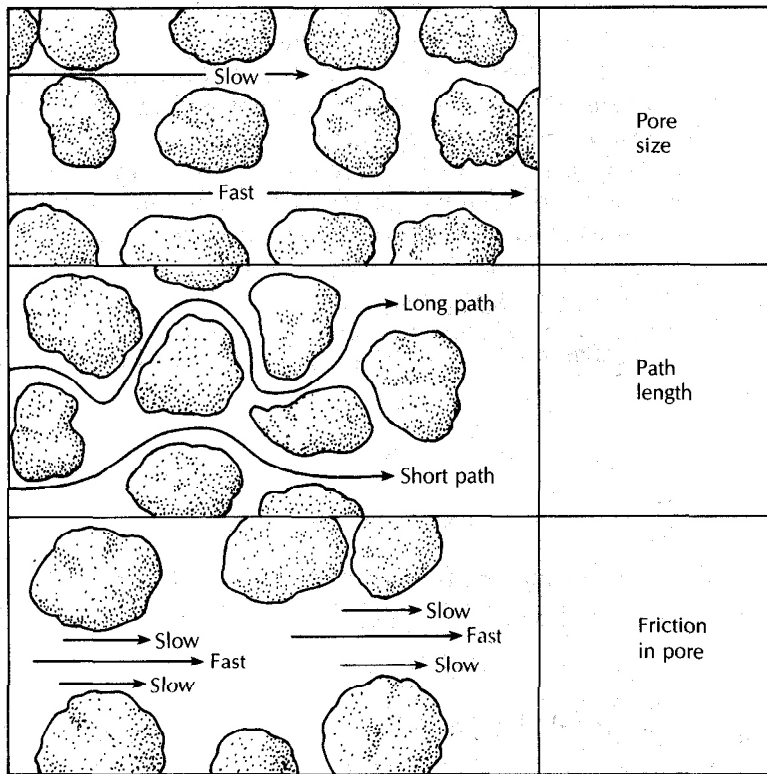 Slow
Fast
Pore
size
Long path
Short path
Path
length
Slow
Fast
Slow
Slow
Fast
Slow
Friction
in pore